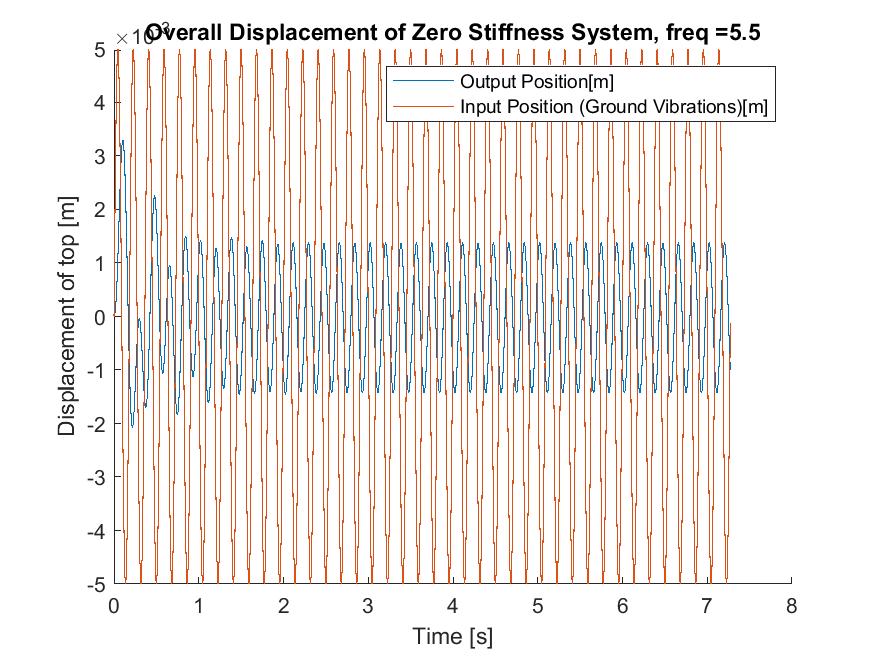 ×10⁻³
Overall Displacement of Zero Stiffness System, freq =5.5
Output Position[m]
Input Position (Ground Vibrations)[m]
Displacement of top [m]
5
4
3
2
1
0
-1
-2
-3
-4
-5
0 1 2 3 4 5 6 7 8
Time [s]